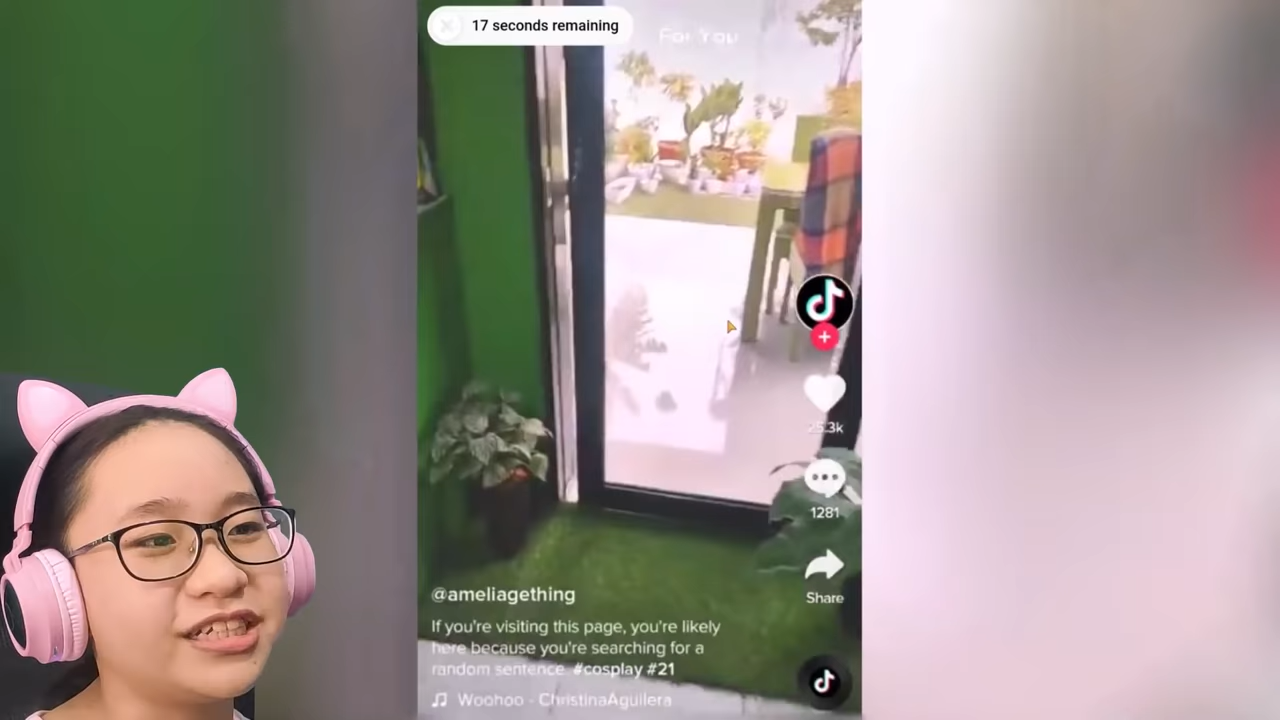 17 seconds remaining
For You
25.3k
1281
Share
@ameliagething
If you're visiting this page, you're likely
here because you're searching for a
random sentence. #cosplay #21
Woohoo - ChristinaAguilera